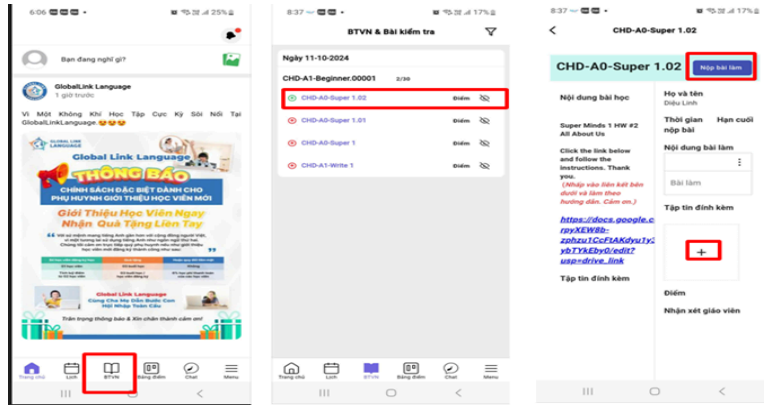 6:06
25%
Bạn đang nghĩ gì?
GlobalLink Language
1 giờ trước
Vì Một Không Khí Học Tập Cực Kỳ Sôi Nổi Tại
GlobalLinkLanguage
GLOBAL LINK
LANGUAGE
Global Link Language
THÔNG BÁO
CHÍNH SÁCH ĐẶC BIỆT DÀNH CHO
PHỤ HUYNH GIỚI THIỆU HỌC VIÊN MỚI
Giới Thiệu Học Viên Ngay
Nhận Quà Tặng Liền Tay
Global Link Language
Cùng Cha Mẹ Dẫn Bước Con
Hội Nhập Toàn Cầu
Trân trọng thông báo & Xin chân thành cảm ơn!
Trang chủ
Lịch
BTVN
Bảng điểm
Chat
Menu
8:37
17%
BTVN & Bài kiểm tra
Ngày 11-10-2024
CHD-A1-Beginner.00001 2/30
CHD-A0-Super 1.02 Điểm
CHD-A0-Super 1.01 Điểm
CHD-A0-Super 1 Điểm
CHD-A1-Write 1 Điểm
Trang chủ
Lịch
BTVN
Bảng điểm
Chat
Menu
8:37
17%
CHD-A0-Super 1.02
CHD-A0-Super 1.02
Nộp bài làm
Nội dung bài học
Super Minds 1 HW #2
All About Us
Click the link below
and follow the
instructions. Thank
you.
(Nhấp vào liên kết bên
dưới và làm theo
hướng dẫn. Cảm ơn.)
https://docs.google.c
rpyXEW8b-
zphzu1CcFtAKdyu1y
ybTYkEby0/edit?
usp=drive_link
Tập tin đính kèm
Họ và tên
Diệu Linh
Thời gian
nộp bài
Hạn cuối
Nội dung bài làm
Bài làm
Tập tin đính kèm
+
Điểm
Nhận xét giáo viên